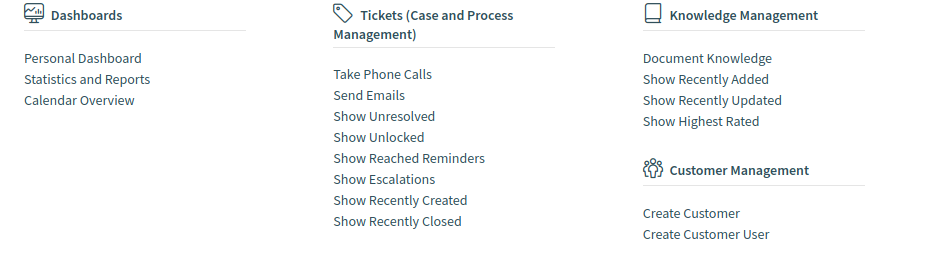 Dashboards
Personal Dashboard
Statistics and Reports
Calendar Overview
Tickets (Case and Process
Management)
Take Phone Calls
Send Emails
Show Unresolved
Show Unlocked
Show Reached Reminders
Show Escalations
Show Recently Created
Show Recently Closed
Knowledge Management
Document Knowledge
Show Recently Added
Show Recently Updated
Show Highest Rated
Customer Management
Create Customer
Create Customer User